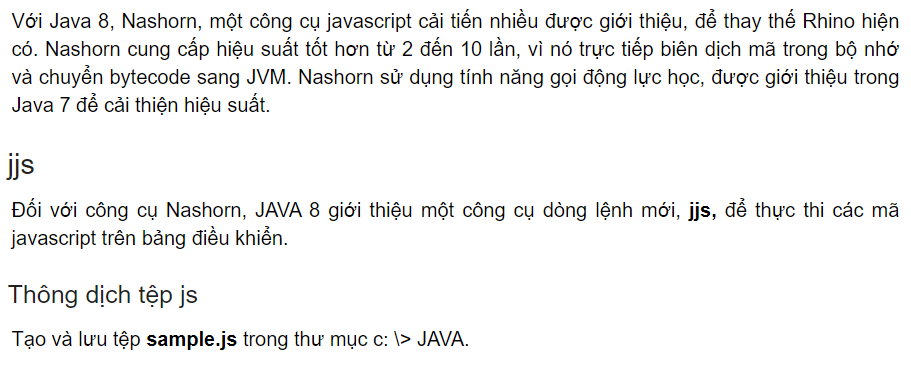 Với Java 8, Nashorn, một công cụ javascript cải tiến nhiều được giới thiệu, để thay thế Rhino hiện
có. Nashorn cung cấp hiệu suất tốt hơn từ 2 đến 10 lần, vì nó trực tiếp biên dịch mã trong bộ nhớ
và chuyển bytecode sang JVM. Nashorn sử dụng tính năng gọi động lực học, được giới thiệu trong
Java 7 để cải thiện hiệu suất.
jjs
Đối với công cụ Nashorn, JAVA 8 giới thiệu một công cụ dòng lệnh mới, jjs, để thực thi các mã
javascript trên bảng điều khiển.
Thông dịch tệp js
Tạo và lưu tệp sample.js trong thư mục c: \> JAVA.